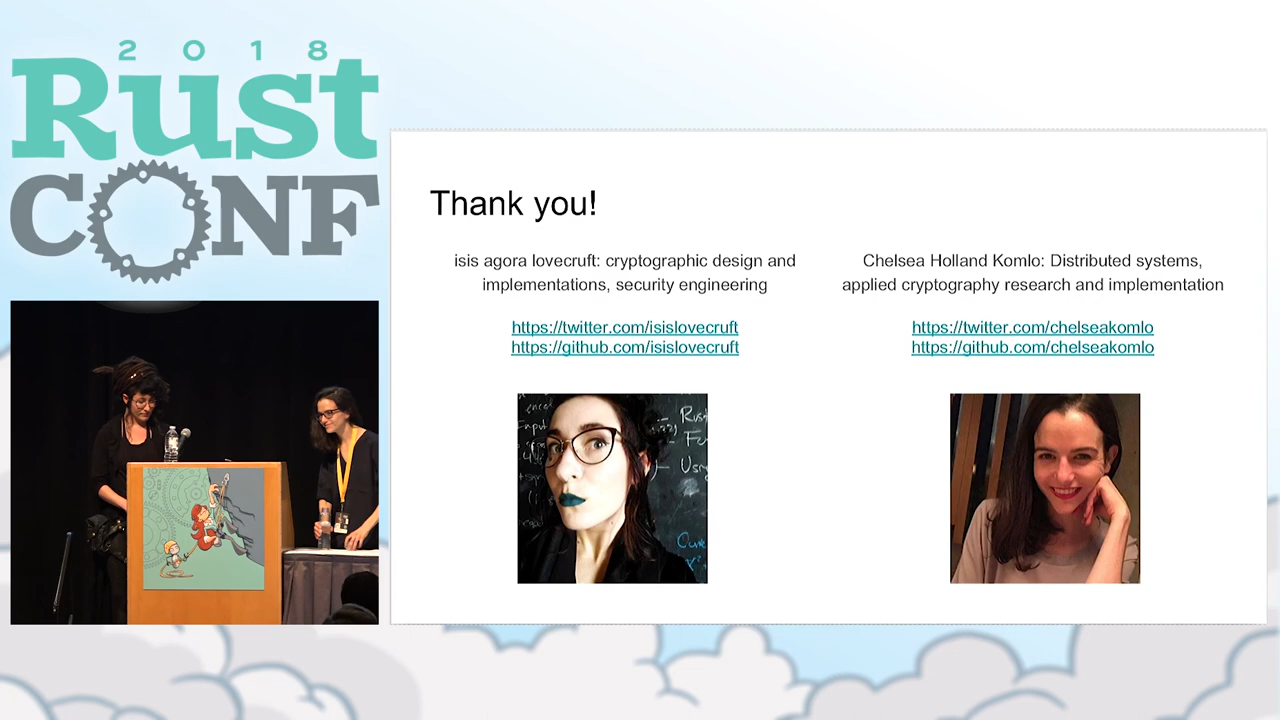 2018
Rust
CONF
Thank you!
isis agora lovecruft: cryptographic design and
implementations, security engineering
https://twitter.com/isislovecruft
https://github.com/isislovecruft
Chelsea Holland Komlo: Distributed systems,
applied cryptography research and implementation
https://twitter.com/chelseakomlo
https://github.com/chelseakomlo